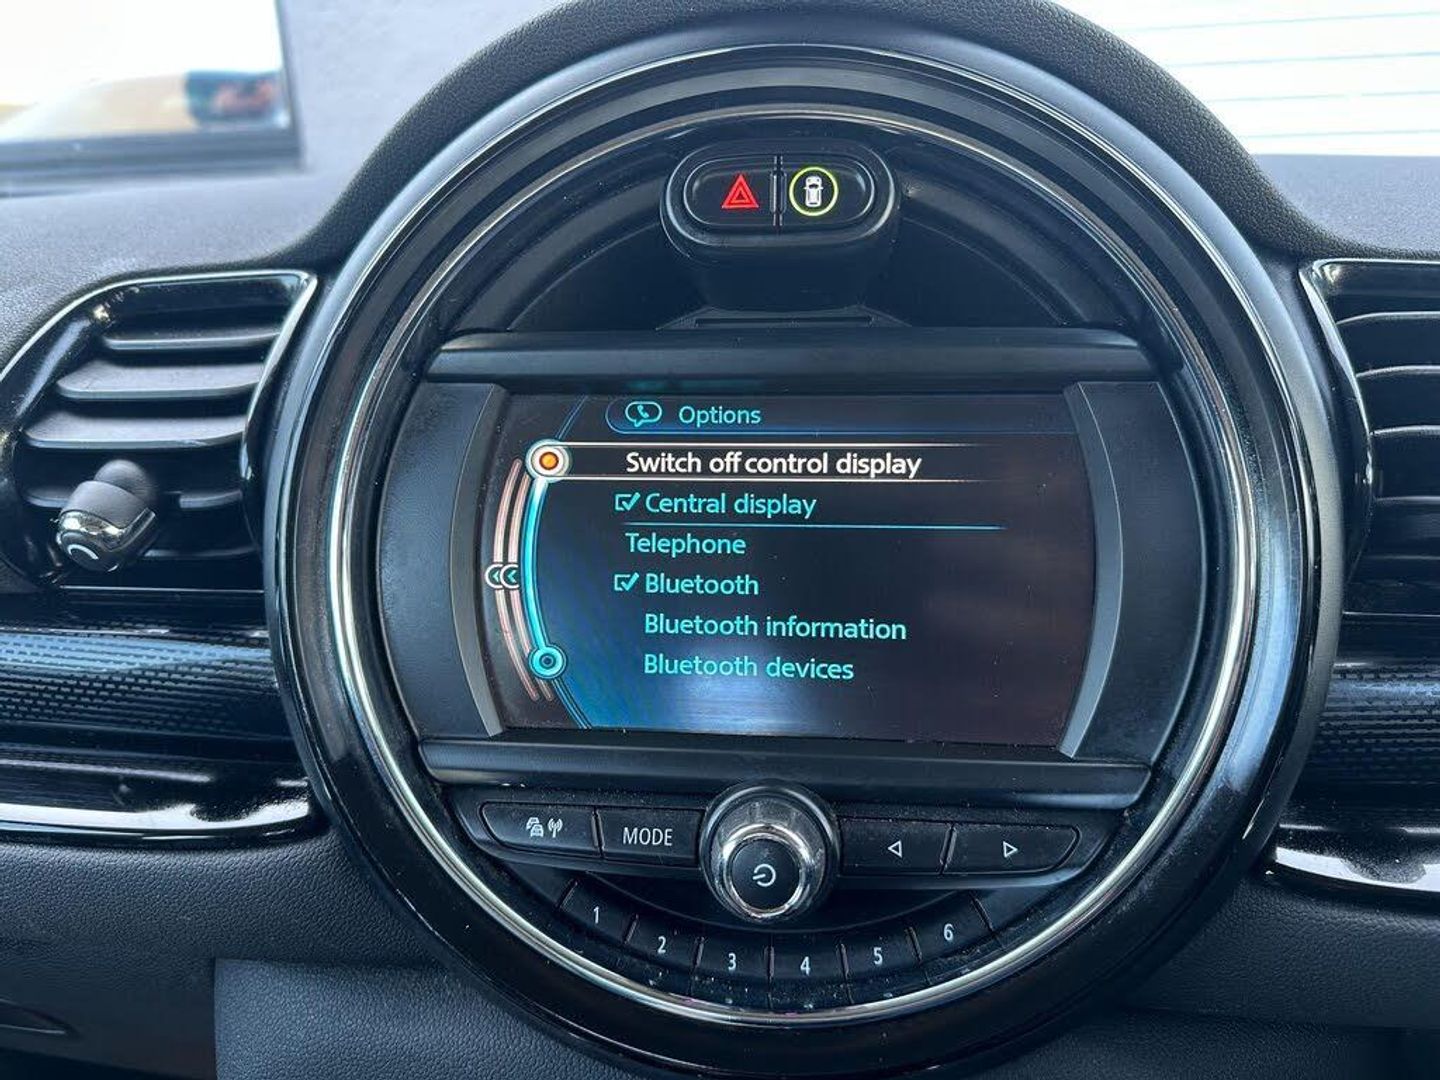 Options
Switch off control display
Central display
Telephone
Bluetooth
Bluetooth information
Bluetooth devices
MODE
1 2 3 4 5 6